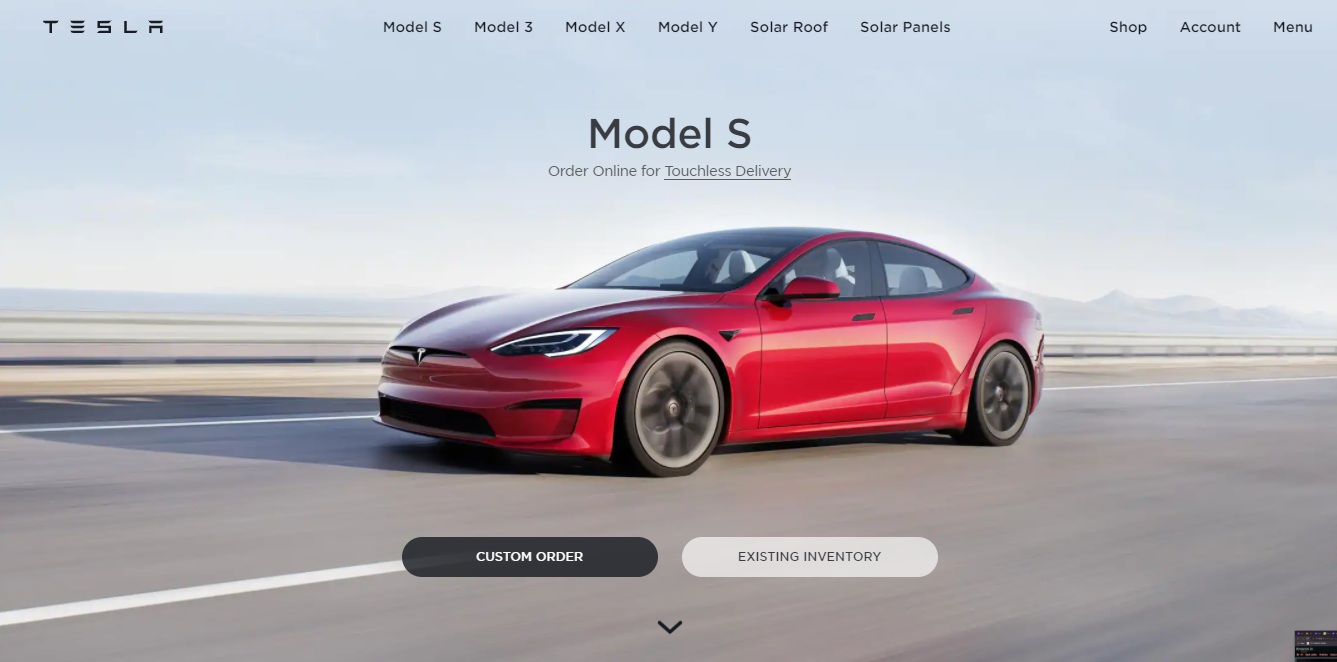 TESLA Model S Model 3 Model X Model Y Solar Roof Solar Panels Shop Account Menu
Model S
Order Online for Touchless Delivery
CUSTOM ORDER EXISTING INVENTORY